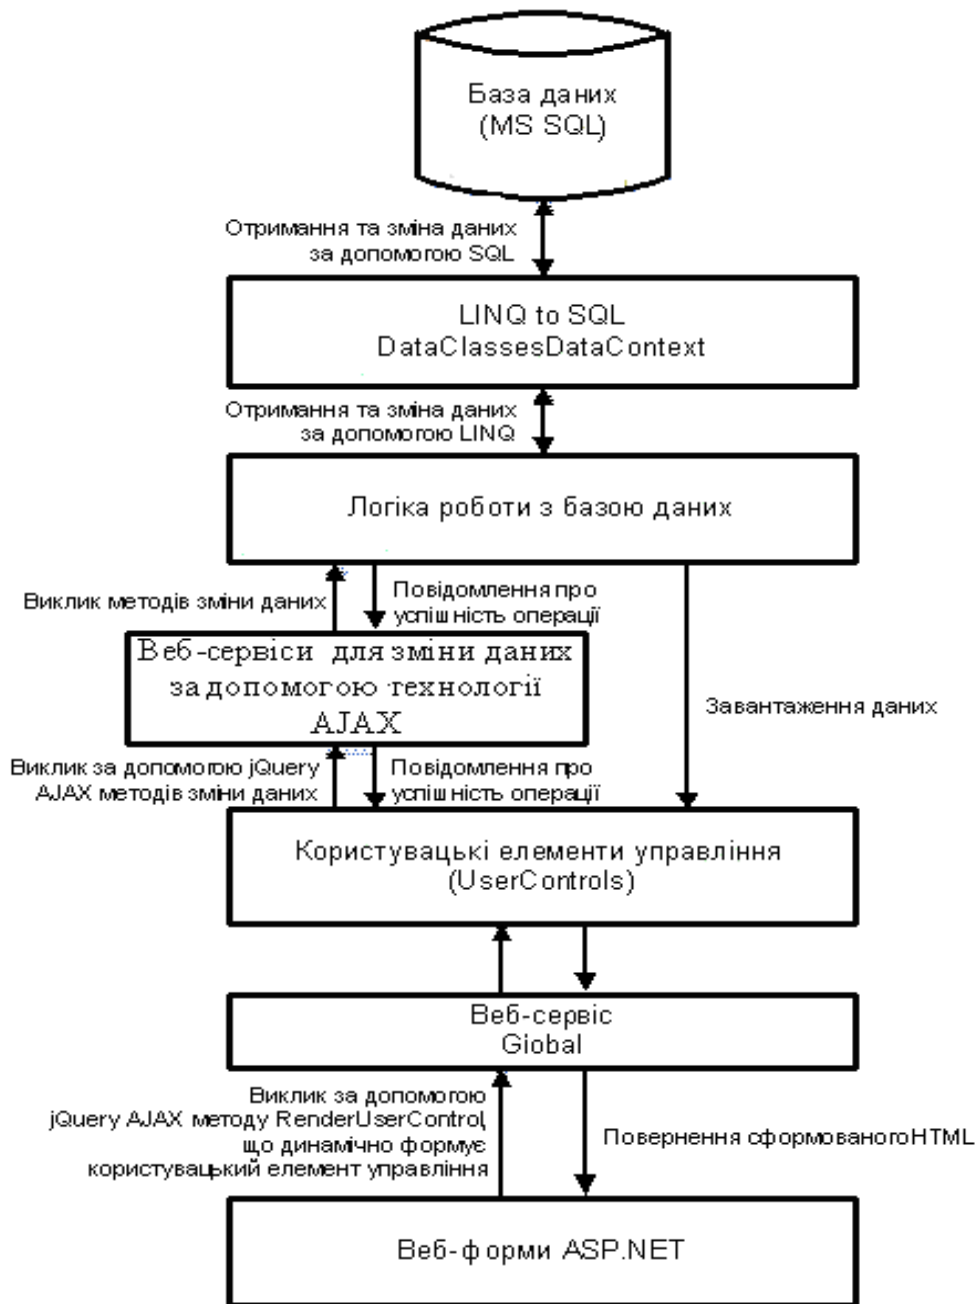 База даних
(MS SQL)
Отримання та зміна даних
за допомогою SQL
LINQ to SQL
DataClassesDataContext
Отримання та зміна даних
за допомогою LINQ
Логіка роботи з базою даних
Виклик методів зміни даних
Повідомлення про
успішність операції
Веб-сервіси для зміни даних
за допомогою технології
AJAX
Завантаження даних
Виклик за допомогою jQuery
AJAX методів зміни даних
Повідомлення про
успішність операції
Користувацькі елементи управління
(UserControls)
Веб-сервіс
Giobal
Виклик за допомогою
jQuery AJAX методу RenderUserControl,
що динамічно формує
користувацький елемент управління
Повернення сформованого HTML
Веб-форми ASP.NET